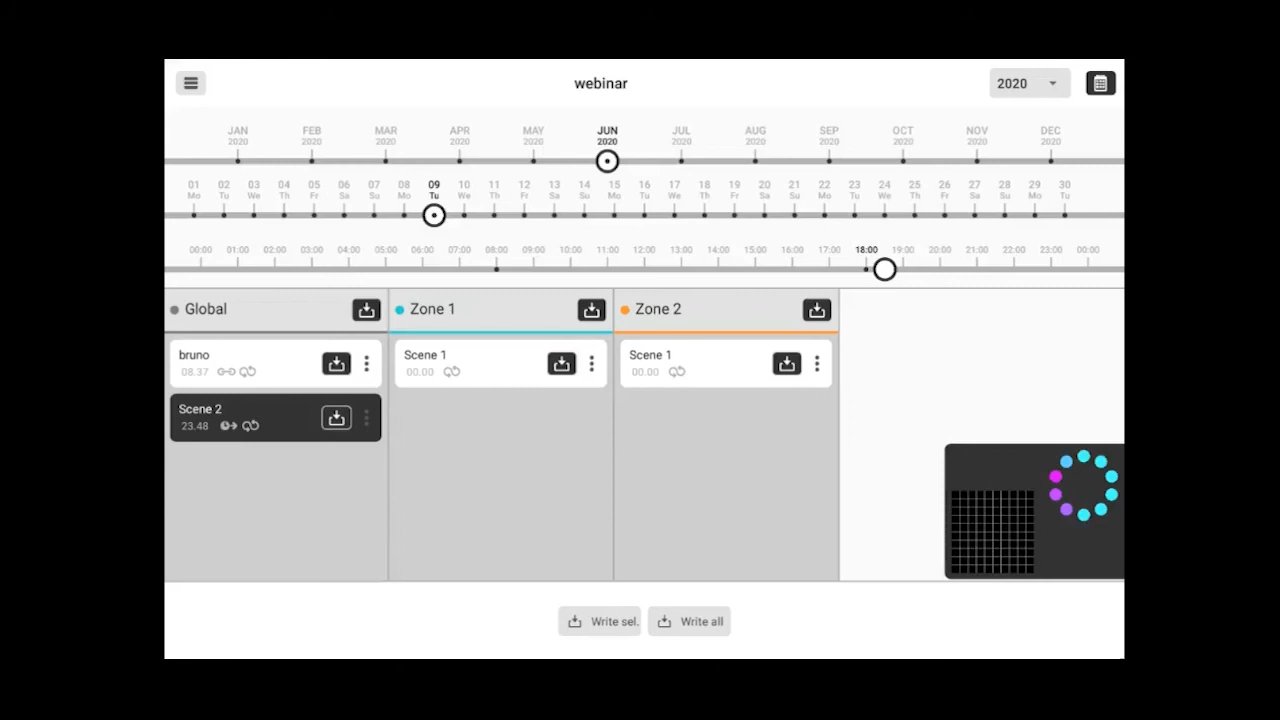 webinar
2020
JAN FEB MAR APR MAY JUN JUL AUG SEP OCT NOV DEC
2020 2020 2020 2020 2020 2020 2020 2020 2020 2020 2020 2020
01 02 03 04 05 06 07 08 09 10 11 12 13 14 15 16 17 18 19 20 21 22 23 24 25 26 27 28 29 30
Mo Tu We Th Fr Sa Su Mo Tu We Th Fr Sa Su Mo Tu We Th Fr Sa Su Mo Tu We Th Fr Sa Su Mo Tu
00:00 01:00 02:00 03:00 04:00 05:00 06:00 07:00 08:00 09:00 10:00 11:00 12:00 13:00 14:00 15:00 16:00 17:00 18:00 19:00 20:00 21:00 22:00 23:00 00:00
Global Zone 1 Zone 2
bruno
08.37
Scene 2
23.48
Scene 1
00.00
Scene 1
00.00
Write sel. Write all